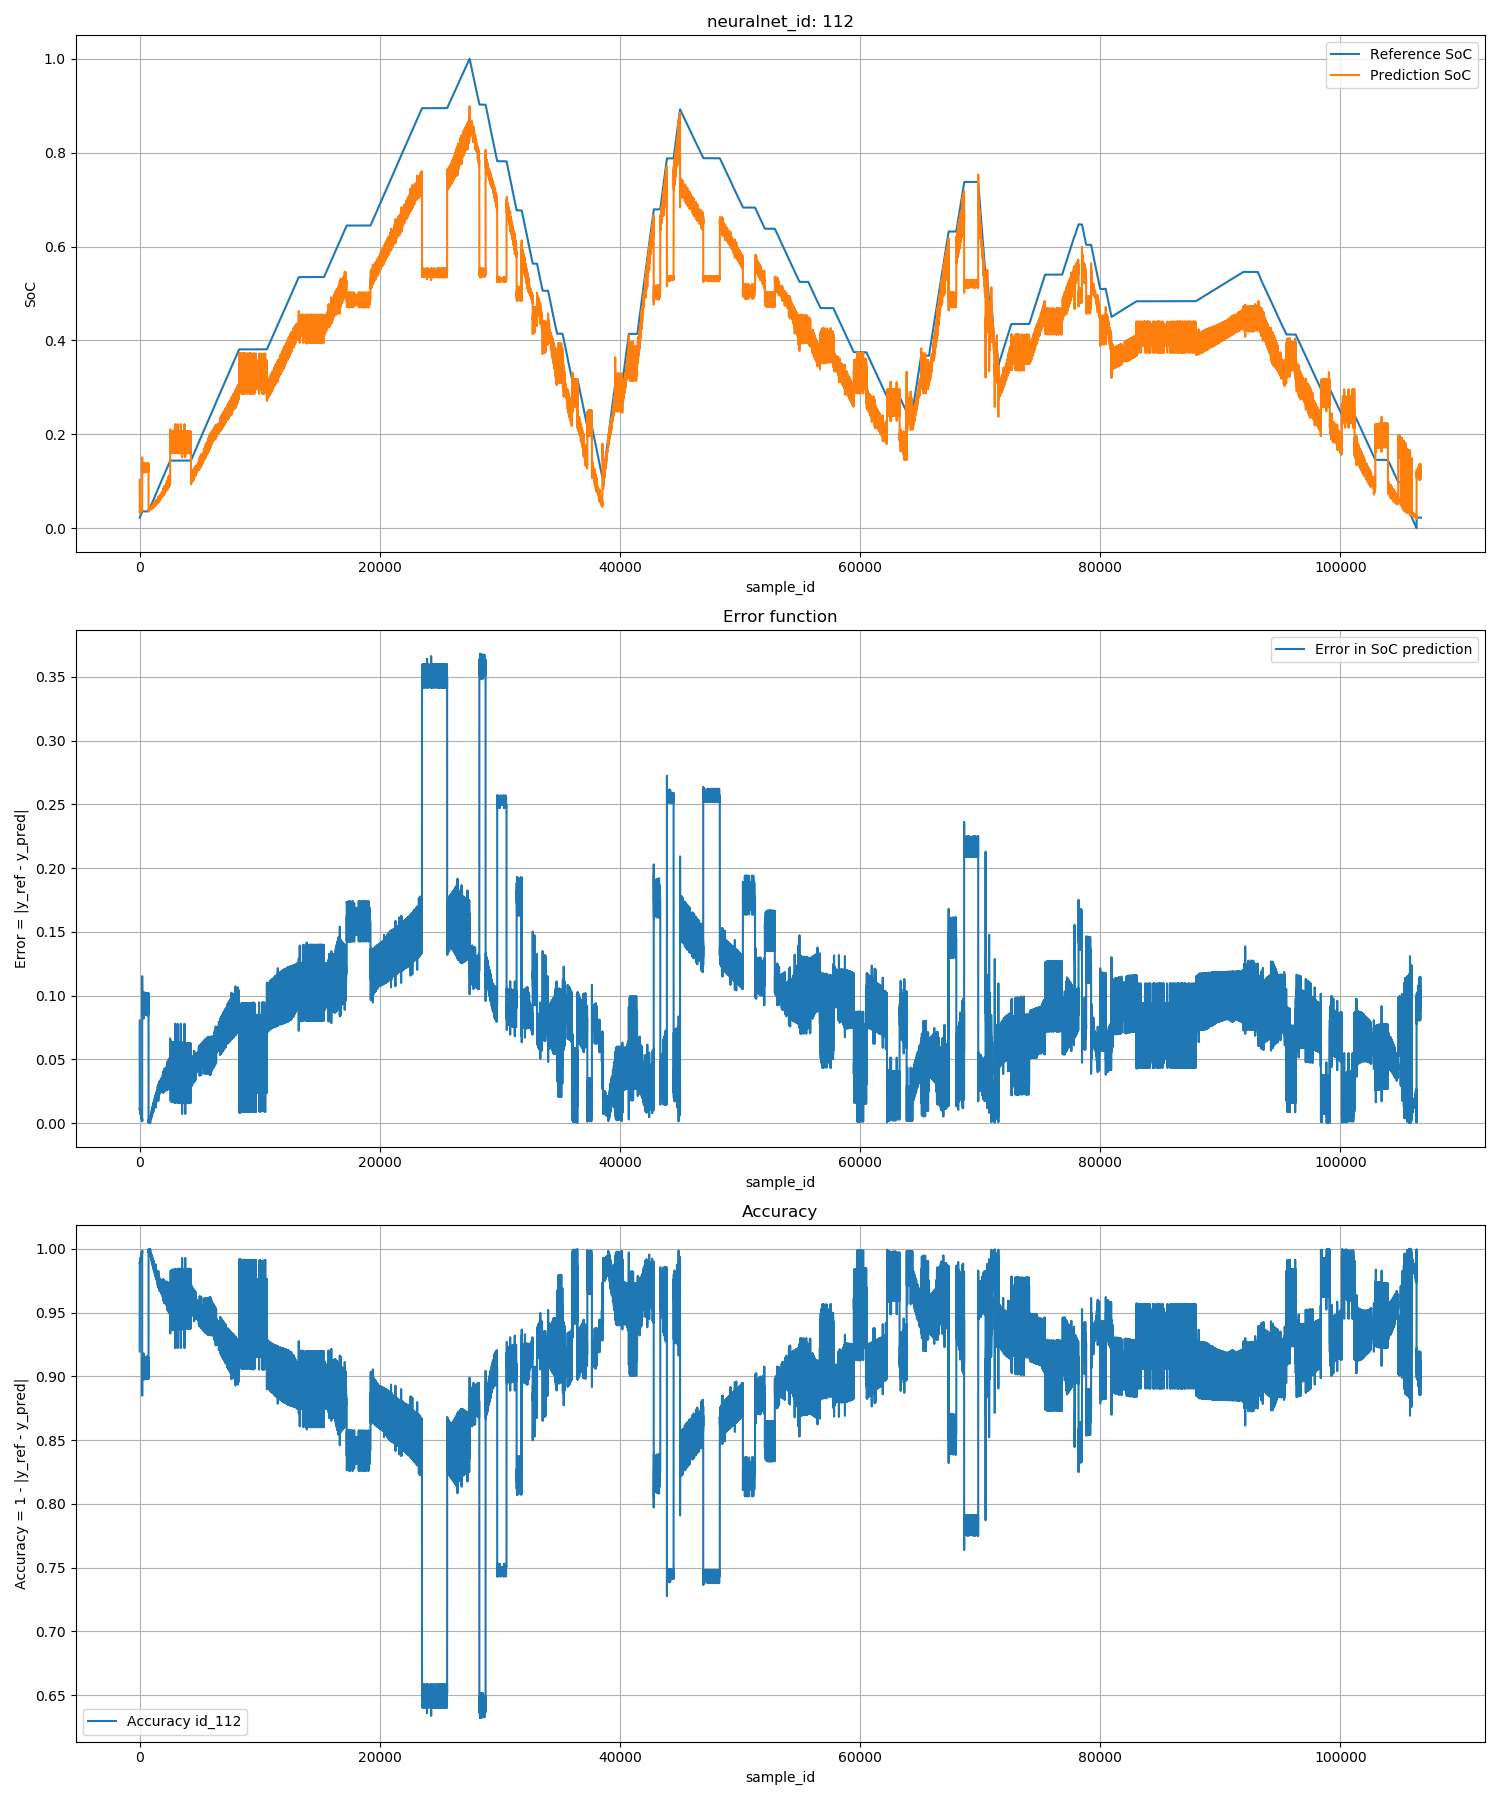 neuralnet_id: 112
Reference SoC
Prediction SoC
SoC
1.0
0.8
0.6
0.4
0.2
0.0
0 20000 40000 60000 80000 100000
sample_id
Error function
Error in SoC prediction
Error = |y_ref - y_pred|
0.35
0.30
0.25
0.20
0.15
0.10
0.05
0.00
0 20000 40000 60000 80000 100000
sample_id
Accuracy
Accuracy = 1 - |y_ref - y_pred|
1.00
0.95
0.90
0.85
0.80
0.75
0.70
0.65
Accuracy id_112
0 20000 40000 60000 80000 100000
sample_id